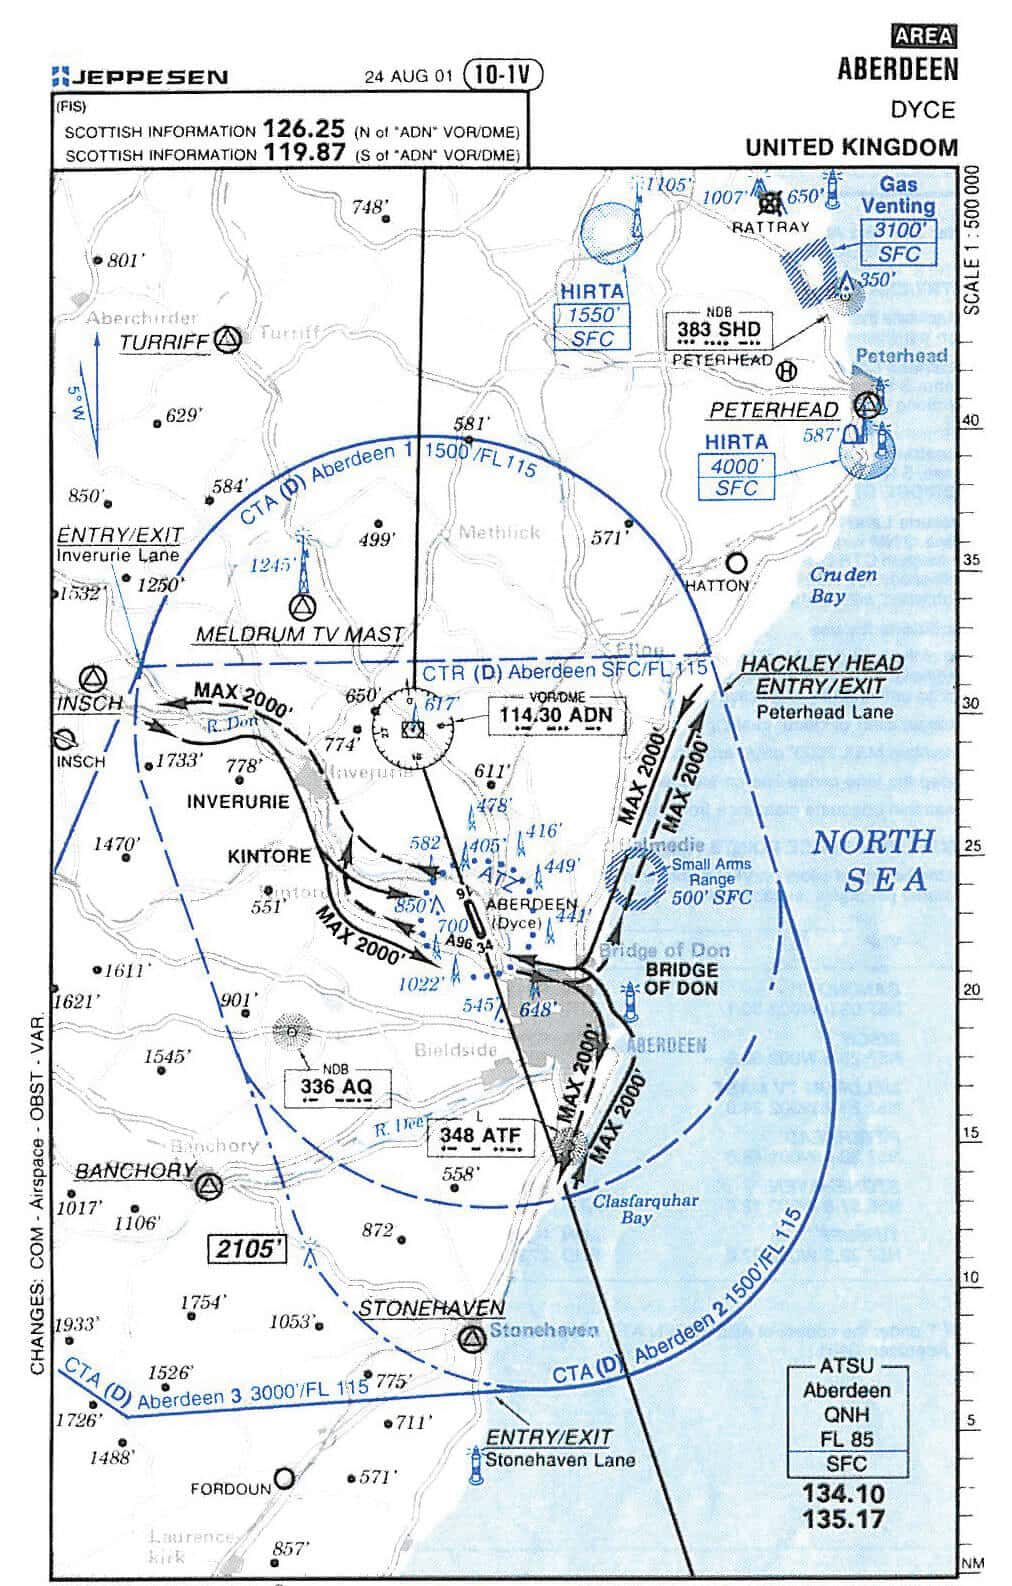 AREA
JEPPESEN 24 AUG 01 10-1V ABERDEEN
DYCE
UNITED KINGDOM
(FIS)
SCOTTISH INFORMATION 126.25 (N of "ADN" VOR/DME)
SCOTTISH INFORMATION 119.87 (S of "ADN" VOR/DME)
SCALE 1 : 500 000
748'
1105'
1007'
650'
RATTRAY
Gas
Venting
3100'
SFC
350'
801'
Aberchirder
TURRIFF
Turriff
HIRTA
1550'
SFC
NDB
383 SHD
PETERHEAD
H
Peterhead
PETERHEAD
5°W
629'
581'
587'
HIRTA
4000'
SFC
40
CTA (D) Aberdeen 1 1500'/FL115
850'
584'
499'
Methlick
571'
ENTRY/EXIT
Inverurie Lane
1250'
1532'
1245'
HATTON
Cruden
Bay
35
MELDRUM TV MAST
Ellon
CTR (D) Aberdeen SFC/FL115
HACKLEY HEAD
ENTRY/EXIT
Peterhead Lane
INSCH
MAX 2000'
R. Don
650'
617'
VOR/DME
114.30 ADN
30
INSCH
774'
1733'
778'
Inverurie
611'
MAX 2000'
MAX 2000'
INVERURIE
478'
416'
582
405'
449'
1470'
KINTORE
ATZ
almedie
Small Arms
Range
500' SFC
NORTH
SEA
25
Kintore
551'
850'
ABERDEEN
(Dyce)
441'
700
MAX 2000'
A96
34
Bridge of Don
BRIDGE
OF DON
1611'
1022'
1621'
901'
545'
648'
20
ABERDEEN
1545'
Bieldside
NDB
336 AQ
MAX 2000'
MAX 2000'
R. Dee
L
348 ATF
15
Banchory
BANCHORY
558'
1017'
1106'
Clasfarquhar
Bay
872
2105'
10
1754'
1933'
1053'
STONEHAVEN
Stonehaven
CTA (D) Aberdeen 2 1500'/FL 115
CTA (D) Aberdeen 3 3000'/FL 115
1526'
775'
1726'
711'
1488'
ENTRY/EXIT
Stonehaven Lane
5
571'
FORDOUN
Laurence-
kirk
857'
ATSU
Aberdeen
QNH
FL 85
SFC
134.10
135.17
NM
CHANGES: COM - Airspace - OBST - VAR.